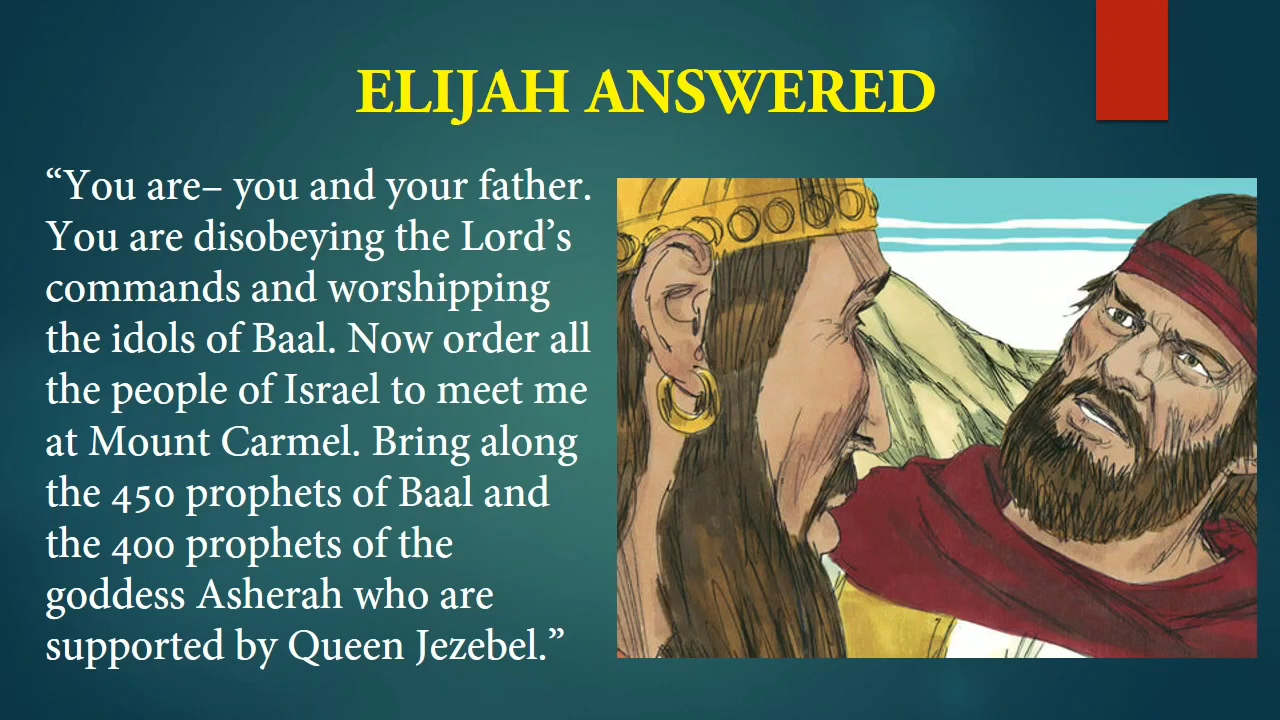 ELIJAH ANSWERED
“You are– you and your father.
You are disobeying the Lord’s
commands and worshipping
the idols of Baal. Now order all
the people of Israel to meet me
at Mount Carmel. Bring along
the 450 prophets of Baal and
the 400 prophets of the
goddess Asherah who are
supported by Queen Jezebel.”